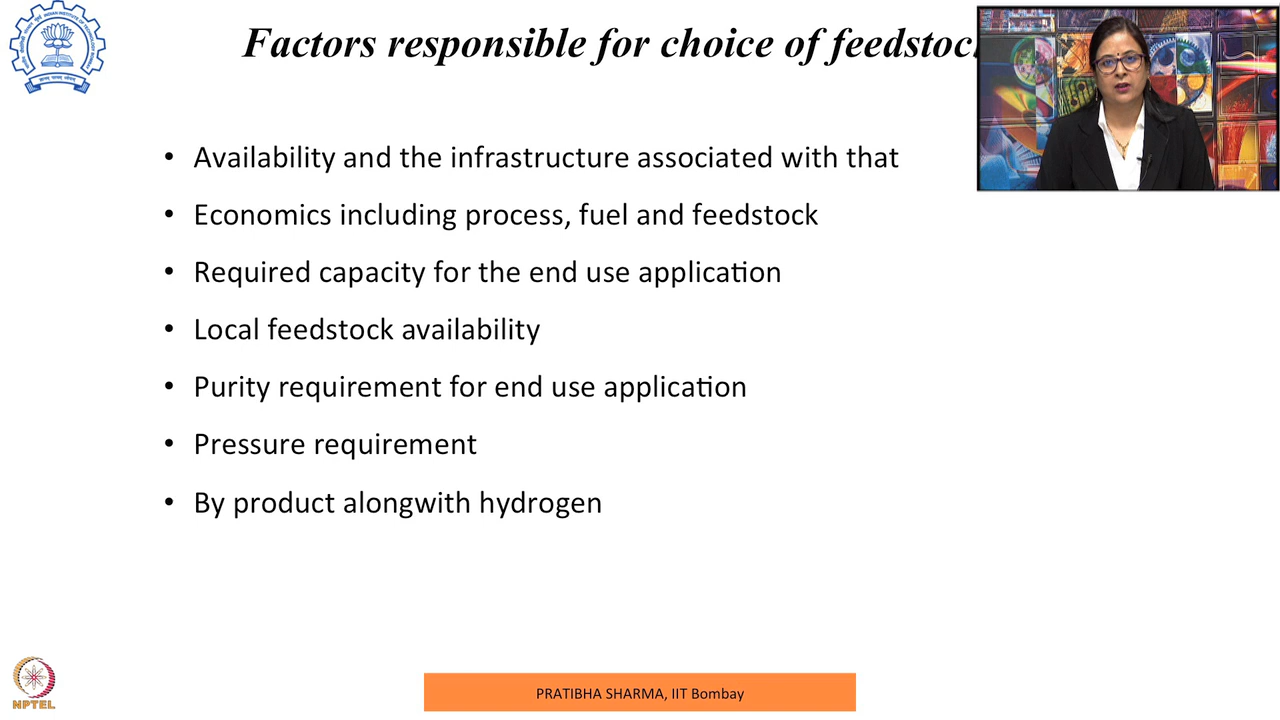 Factors responsible for choice of
• Availability and the infrastructure associated with that
• Economics including process, fuel and feedstock
• Required capacity for the end use application
• Local feedstock availability
• Purity requirement for end use application
• Pressure requirement
• By product alongwith hydrogen
NPTEL
PRATIBHA SHARMA, IIT Bombay